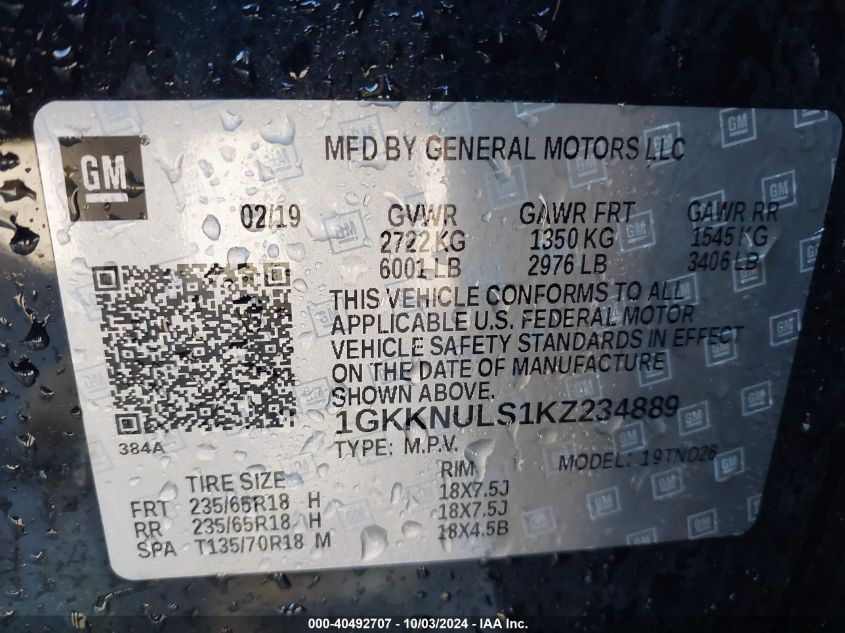 GM
MFD BY GENERAL MOTORS LLC
02/19 GVWR GAWR FRT GAWR RR
2722 KG 1350 KG 1545 KG
6001 LB 2976 LB 3406 LB
THIS VEHICLE CONFORMS TO ALL
APPLICABLE U.S. FEDERAL MOTOR
VEHICLE SAFETY STANDARDS IN EFFECT
ON THE DATE OF MANUFACTURE
SHOWN ABOVE.
1GKKNULS1KZ234889
384A
TYPE: M.P.V. MODEL: 19TNO26
TIRE SIZE RIM
FRT 235/65R18 H 18X7.5J
RR 235/65R18 H 18X7.5J
SPA T135/70R18 M 18X4.5B
000-40492707 - 10/03/2024 - IAA Inc.